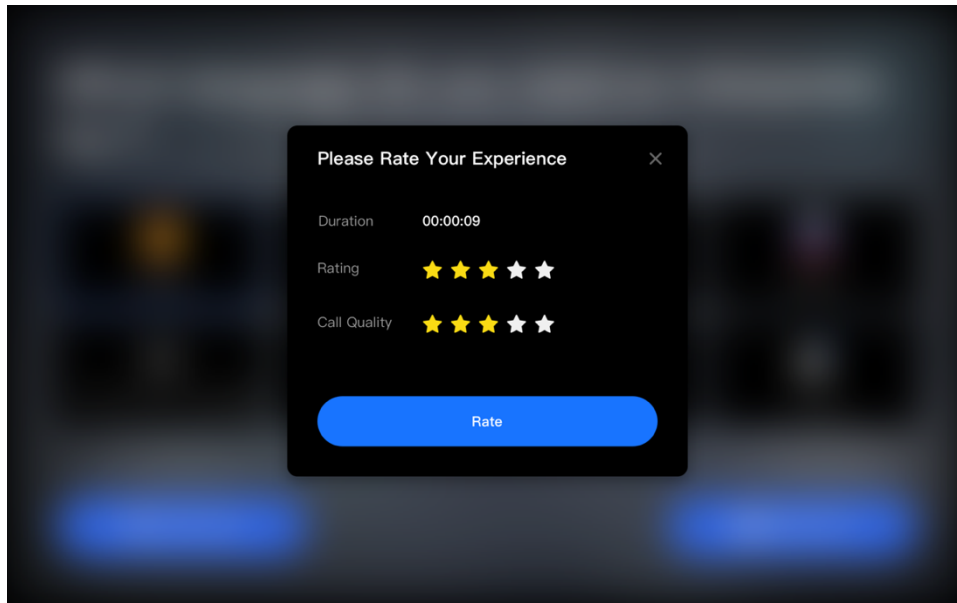 Please Rate Your Experience
Duration 00:00:09
Rating
Call Quality
Rate